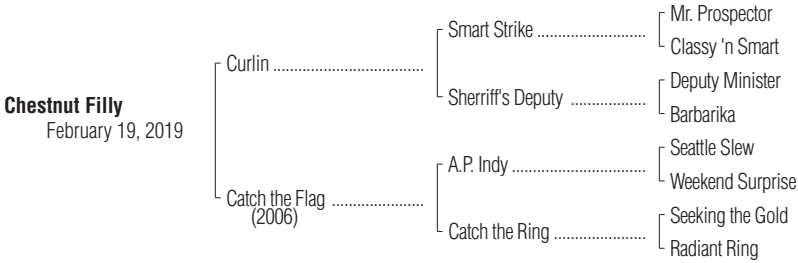 Mr. Prospector
Smart Strike ..........................
Classy 'n Smart
Curlin ....................................
Deputy Minister
Sherriff's Deputy ..................
Barbarika
Chestnut Filly
February 19, 2019
Seattle Slew
A.P. Indy ................................
Weekend Surprise
Catch the Flag ......................
(2006)
Seeking the Gold
Catch the Ring ......................
Radiant Ring